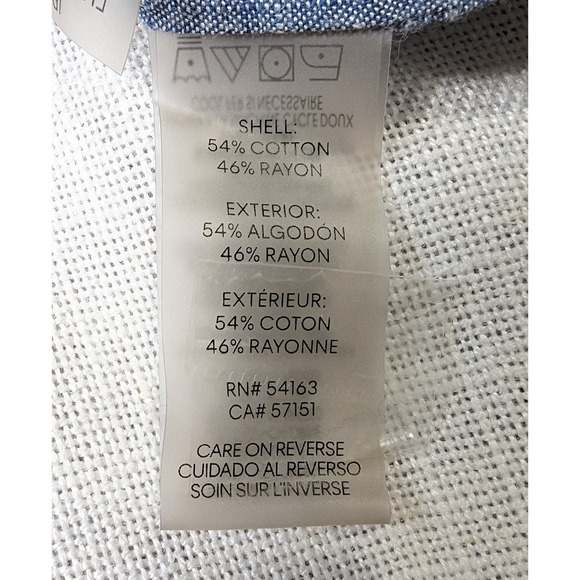 SHELL:
54% COTTON
46% RAYON
EXTERIOR:
54% ALGODÓN
46% RAYON
EXTÉRIEUR:
54% COTON
46% RAYONNE
RN# 54163
CA# 57151
CARE ON REVERSE
CUIDADO AL REVERSO
SOIN SUR L'INVERSE